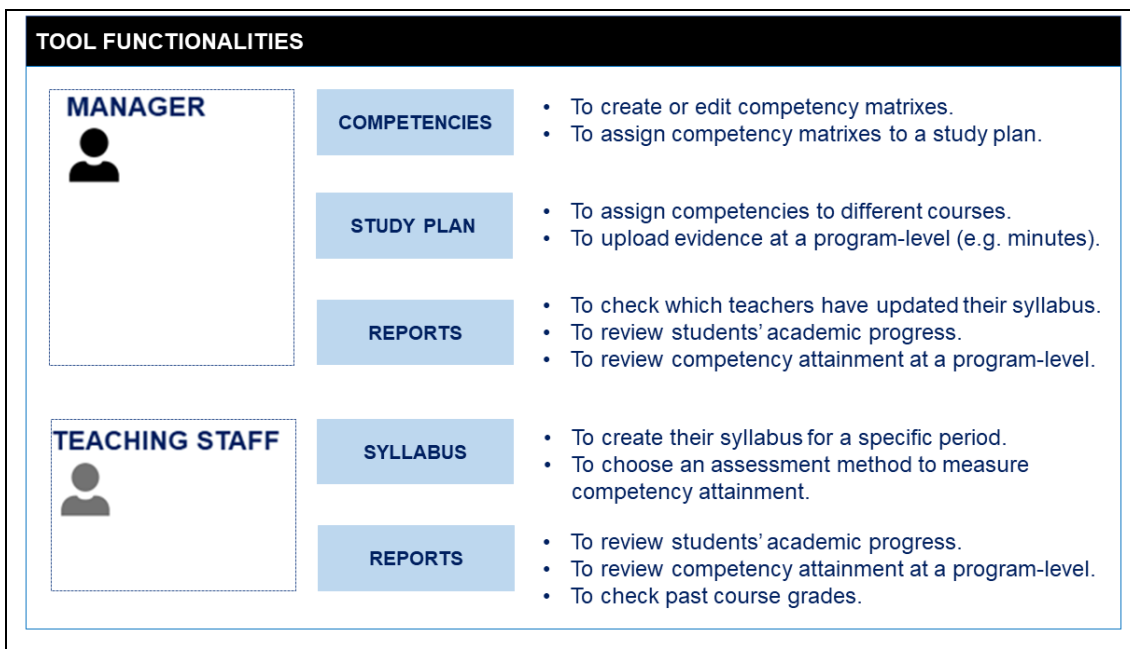 TOOL FUNCTIONALITIES
MANAGER
COMPETENCIES
• To create or edit competency matrixes.
• To assign competency matrixes to a study plan.
STUDY PLAN
• To assign competencies to different courses.
• To upload evidence at a program-level (e.g. minutes).
REPORTS
• To check which teachers have updated their syllabus.
• To review students’ academic progress.
• To review competency attainment at a program-level.
TEACHING STAFF
SYLLABUS
• To create their syllabus for a specific period.
• To choose an assessment method to measure
competency attainment.
REPORTS
• To review students’ academic progress.
• To review competency attainment at a program-level.
• To check past course grades.